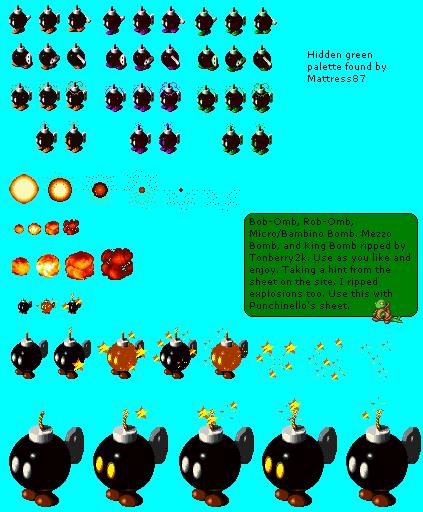 Hidden green
palette found by
Mattress87
Bob-Omb, Rob-Omb,
Micro/Bambino Bomb, Mezzo
Bomb, and King Bomb ripped by
Tonberry2k. Use as you like and
enjoy. Taking a hint from the
sheet on the site, I ripped
explosions too. Use this with
Punchinello's sheet.